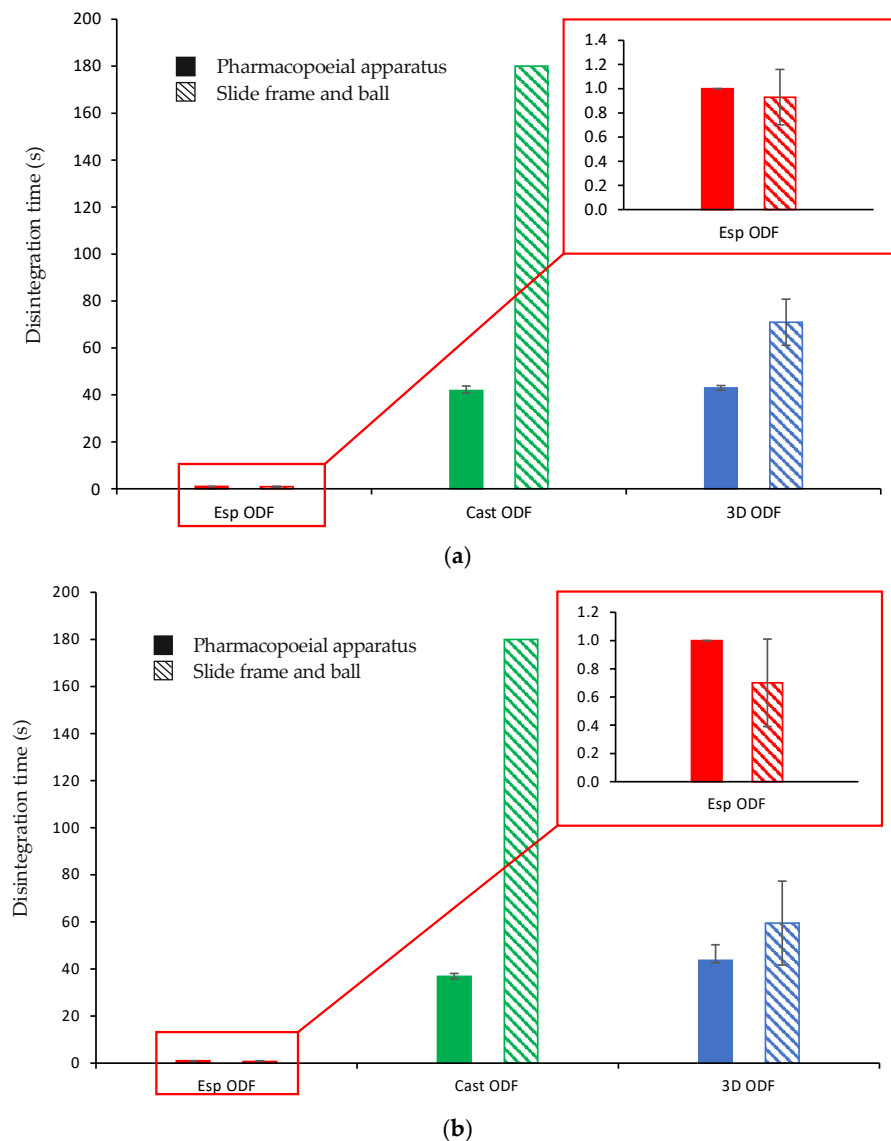 200
180
160
140
120
100
80
60
40
20
0
Disintegration time (s)
Pharmacopoeial apparatus
Slide frame and ball
1.4
1.2
1.0
0.8
0.6
0.4
0.2
0.0
Esp ODF
Esp ODF
Cast ODF
3D ODF
(a)
200
180
160
140
120
100
80
60
40
20
0
Disintegration time (s)
Pharmacopoeial apparatus
Slide frame and ball
1.2
1.0
0.8
0.6
0.4
0.2
0.0
Esp ODF
Esp ODF
Cast ODF
3D ODF
(b)